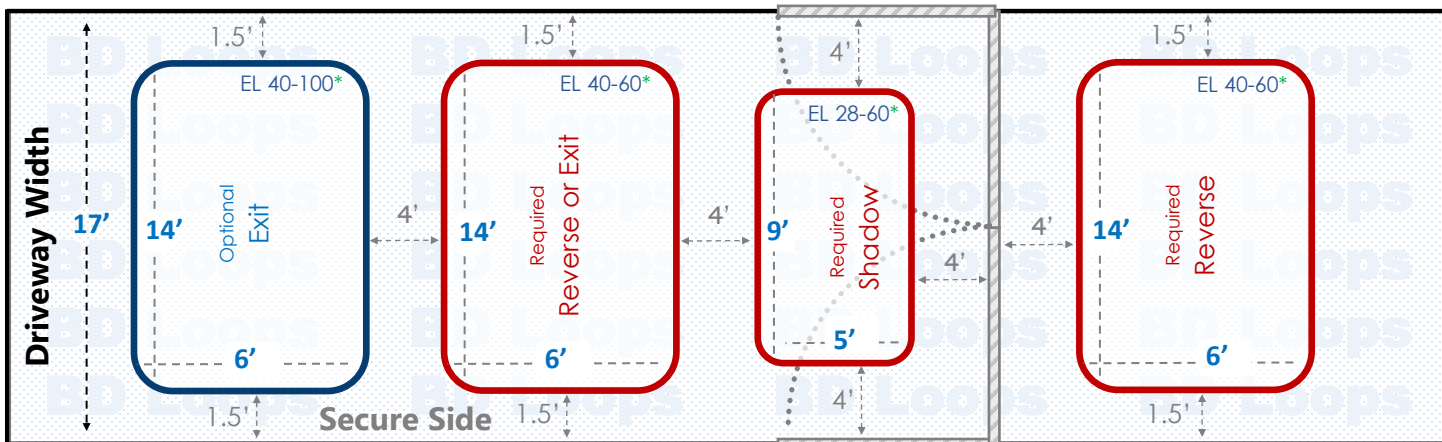 Driveway Width
17’
1.5’
EL 40-100*
14’
Optional
Exit
6’
1.5’
4’
1.5’
EL 40-60*
14’
Required
Reverse or Exit
6’
1.5’
4’
4’
EL 28-60*
9’
Required
Shadow
5’
4’
4’
4’
1.5’
EL 40-60*
14’
Required
Reverse
6’
1.5’
Secure Side
BD Loops